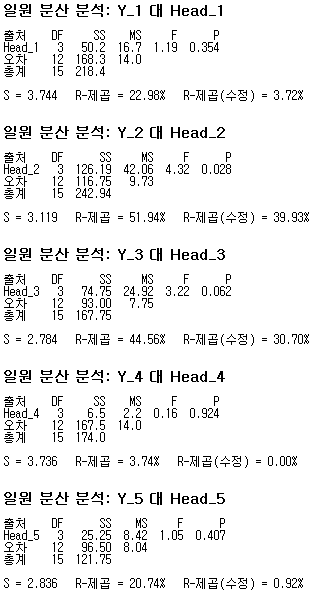 일원 분산 분석: Y_1 대 Head_1
출처 DF SS MS F P
Head_1 3 50.2 16.7 1.19 0.354
오차 12 168.3 14.0
총계 15 218.4
S = 3.744 R-제곱 = 22.98% R-제곱(수정) = 3.72%
일원 분산 분석: Y_2 대 Head_2
출처 DF SS MS F P
Head_2 3 126.19 42.06 4.32 0.028
오차 12 116.75 9.73
총계 15 242.94
S = 3.119 R-제곱 = 51.94% R-제곱(수정) = 39.93%
일원 분산 분석: Y_3 대 Head_3
출처 DF SS MS F P
Head_3 3 74.75 24.92 3.22 0.062
오차 12 93.00 7.75
총계 15 167.75
S = 2.784 R-제곱 = 44.56% R-제곱(수정) = 30.70%
일원 분산 분석: Y_4 대 Head_4
출처 DF SS MS F P
Head_4 3 6.5 2.2 0.16 0.924
오차 12 167.5 14.0
총계 15 174.0
S = 3.736 R-제곱 = 3.74% R-제곱(수정) = 0.00%
일원 분산 분석: Y_5 대 Head_5
출처 DF SS MS F P
Head_5 3 25.25 8.42 1.05 0.407
오차 12 96.50 8.04
총계 15 121.75
S = 2.836 R-제곱 = 20.74% R-제곱(수정) = 0.92%